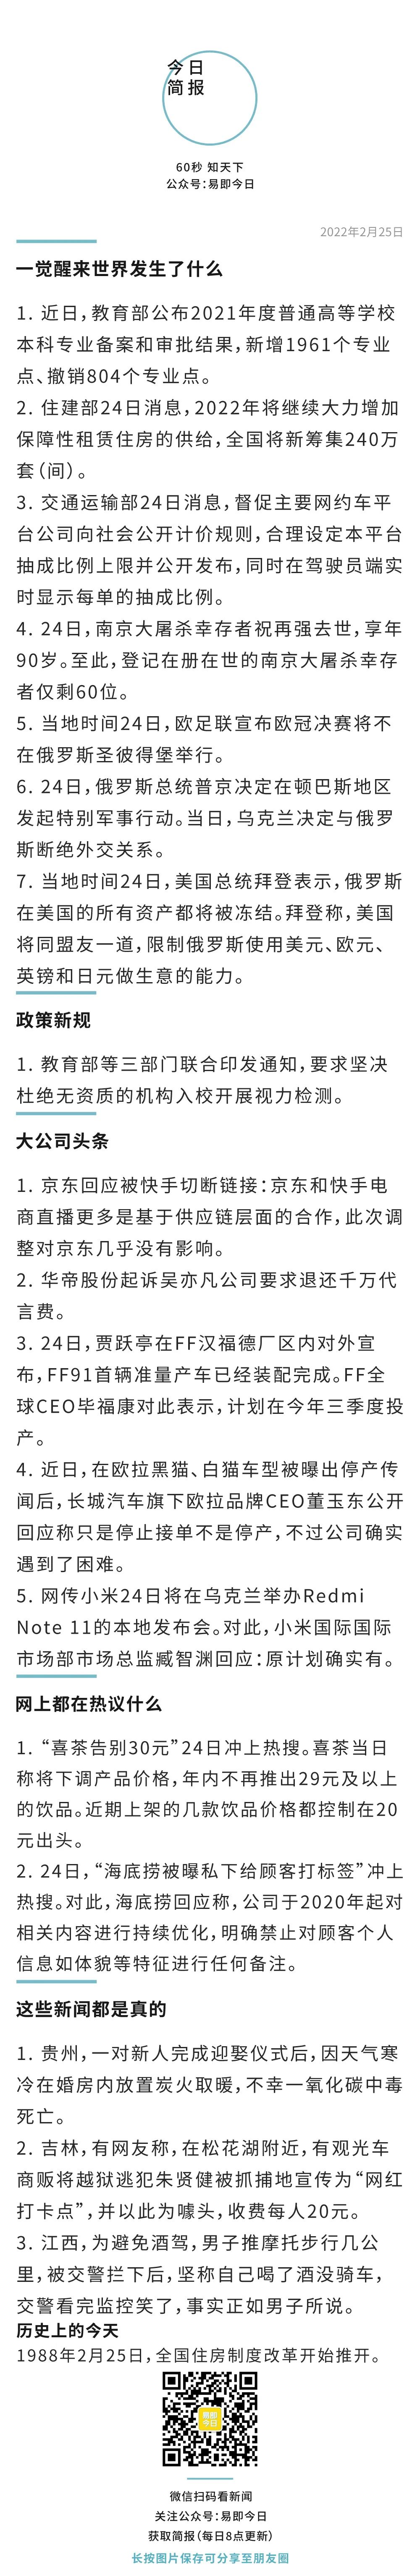 今日
简报
60秒 知天下
公众号：易即今日
2022年2月25日
一觉醒来世界发生了什么
1. 近日，教育部公布2021年度普通高等学校
本科专业备案和审批结果，新增1961个专业
点、撤销804个专业点。
2. 住建部24日消息，2022年将继续大力增加
保障性租赁住房的供给，全国将新筹集240万
套（间）。
3. 交通运输部24日消息，督促主要网约车平
台公司向社会公开计价规则，合理设定本平台
抽成比例上限并公开发布，同时在驾驶员端实
时显示每单的抽成比例。
4. 24日，南京大屠杀幸存者祝再强去世，享年
90岁。至此，登记在册在世的南京大屠杀幸存
者仅剩60位。
5. 当地时间24日，欧足联宣布欧冠决赛将不
在俄罗斯圣彼得堡举行。
6. 24日，俄罗斯总统普京决定在顿巴斯地区
发起特别军事行动。当日，乌克兰决定与俄罗
斯断绝外交关系。
7. 当地时间24日，美国总统拜登表示，俄罗斯
在美国的所有资产都将被冻结。拜登称，美国
将同盟友一道，限制俄罗斯使用美元、欧元、
英镑和日元做生意的能力。
政策新规
1. 教育部等三部门联合印发通知，要求坚决
杜绝无资质的机构入校开展视力检测。
大公司头条
1. 京东回应被快手切断链接：京东和快手电
商直播更多是基于供应链层面的合作，此次调
整对京东几乎没有影响。
2. 华帝股份起诉吴亦凡公司要求退还千万代
言费。
3. 24日，贾跃亭在FF汉福德厂区内对外宣
布，FF91首辆准量产车已经装配完成。FF全
球CEO毕福康对此表示，计划在今年三季度投
产。
4. 近日，在欧拉黑猫、白猫车型被曝出停产传
闻后，长城汽车旗下欧拉品牌CEO董玉东公开
回应称只是停止接单不是停产，不过公司确实
遇到了困难。
5. 网传小米24日将在乌克兰举办Redmi
Note 11的本地发布会。对此，小米国际国际
市场部市场总监臧智渊回应：原计划确实有。
网上都在热议什么
1. “喜茶告别30元”24日冲上热搜。喜茶当日
称将下调产品价格，年内不再推出29元及以上
的饮品。近期上架的几款饮品价格都控制在20
元出头。
2. 24日，“海底捞被曝私下给顾客打标签”冲上
热搜。对此，海底捞回应称，公司于2020年起对
相关内容进行持续优化，明确禁止对顾客个人
信息如体貌等特征进行任何备注。
这些新闻都是真的
1. 贵州，一对新人完成迎娶仪式后，因天气寒
冷在婚房内放置炭火取暖，不幸一氧化碳中毒
死亡。
2. 吉林，有网友称，在松花湖附近，有观光车
商贩将越狱逃犯朱贤健被抓捕地宣传为“网红
打卡点”，并以此为噱头，收费每人20元。
3. 江西，为避免酒驾，男子推摩托步行几公
里，被交警拦下后，坚称自己喝了酒没骑车，
交警看完监控笑了，事实正如男子所说。
历史上的今天
1988年2月25日，全国住房制度改革开始推开。
易即
今日
微信扫码看新闻
关注公众号：易即今日
获取简报（每日8点更新）
长按图片保存可分享至朋友圈